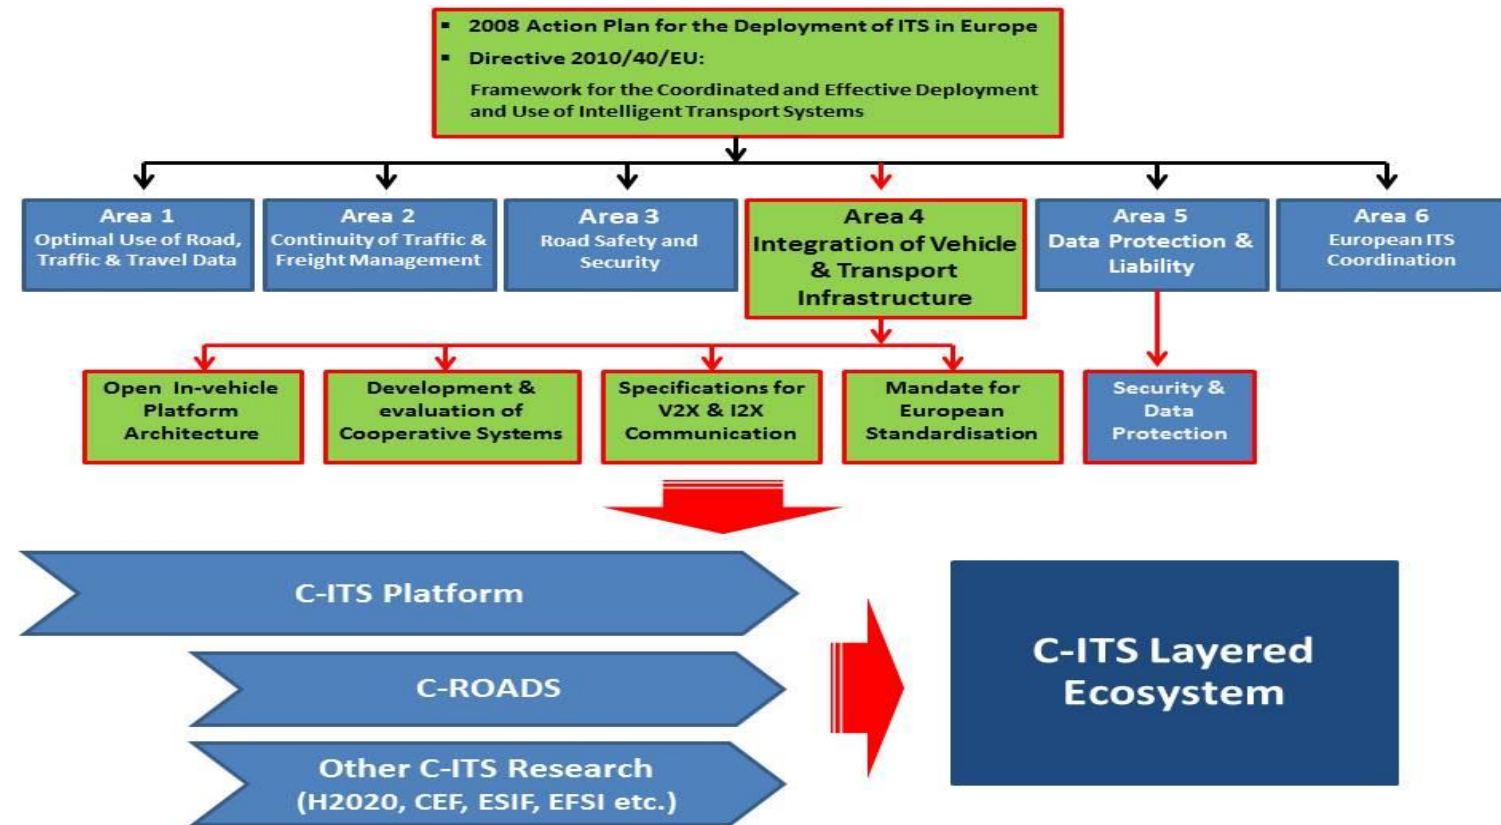 ▪ 2008 Action Plan for the Deployment of ITS in Europe
▪ Directive 2010/40/EU:
Framework for the Coordinated and Effective Deployment
and Use of Intelligent Transport Systems
Area 1
Optimal Use of Road,
Traffic & Travel Data
Area 2
Continuity of Traffic &
Freight Management
Area 3
Road Safety and
Security
Area 4
Integration of Vehicle
& Transport
Infrastructure
Area 5
Data Protection &
Liability
Area 6
European ITS
Coordination
Open In-vehicle
Platform
Architecture
Development &
evaluation of
Cooperative Systems
Specifications for
V2X & I2X
Communication
Mandate for
European
Standardisation
Security &
Data
Protection
C-ITS Platform
C-ROADS
Other C-ITS Research
(H2020, CEF, ESIF, EFSI etc.)
C-ITS Layered
Ecosystem